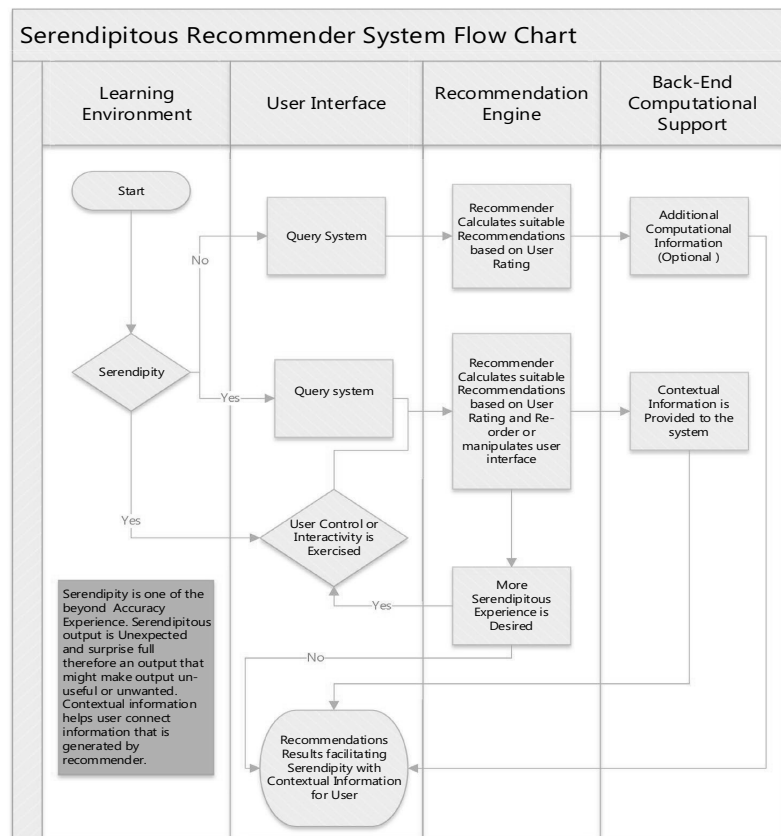 Serendipitous Recommender System Flow Chart
Learning
Environment
User Interface
Recommendation
Engine
Back-End
Computational
Support
Start
Query System
Recommender
Calculates suitable
Recommendations
based on User
Rating
Additional
Computational
Information
(Optional )
No
Serendipity
Yes
Query system
Recommender
Calculates suitable
Recommendations
based on User
Rating and Re-
order or
manipulates user
interface
Contextual
Information is
Provided to the
system
Yes
User Control or
Interactivity is
Exercised
More
Serendipitous
Experience is
Desired
Yes
No
Serendipity is one of the
beyond Accuracy
Experience. Serendipitous
output is Unexpected
and surprise full
therefore an output that
might make output un-
useful or unwanted.
Contextual information
helps user connect
information that is
generated by
recommender.
Recommendations
Results facilitating
Serendipity with
Contextual Information
for User